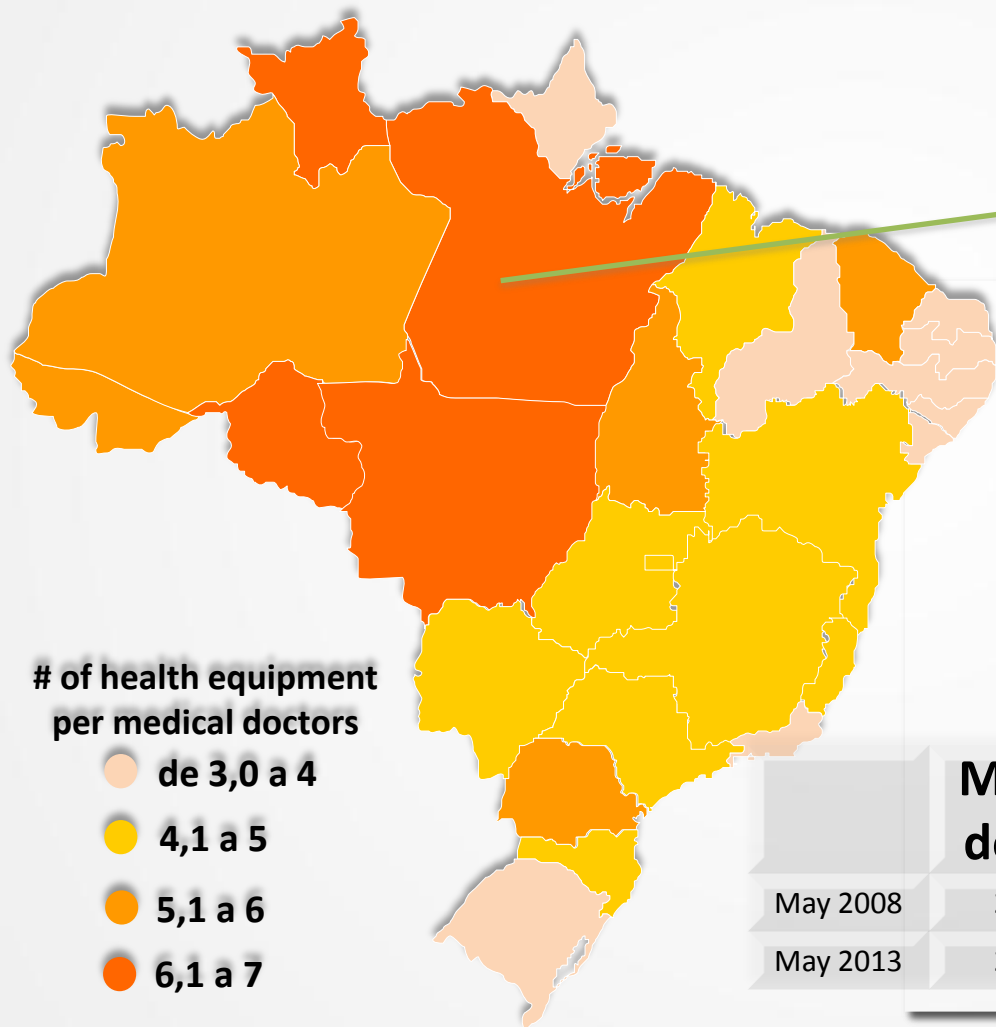 # of health equipment
per medical doctors
de 3,0 a 4
4,1 a 5
5,1 a 6
6,1 a 7
May 2008
May 2013